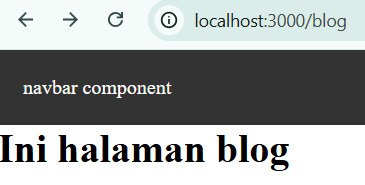 localhost:3000/blog
navbar component
Ini halaman blog